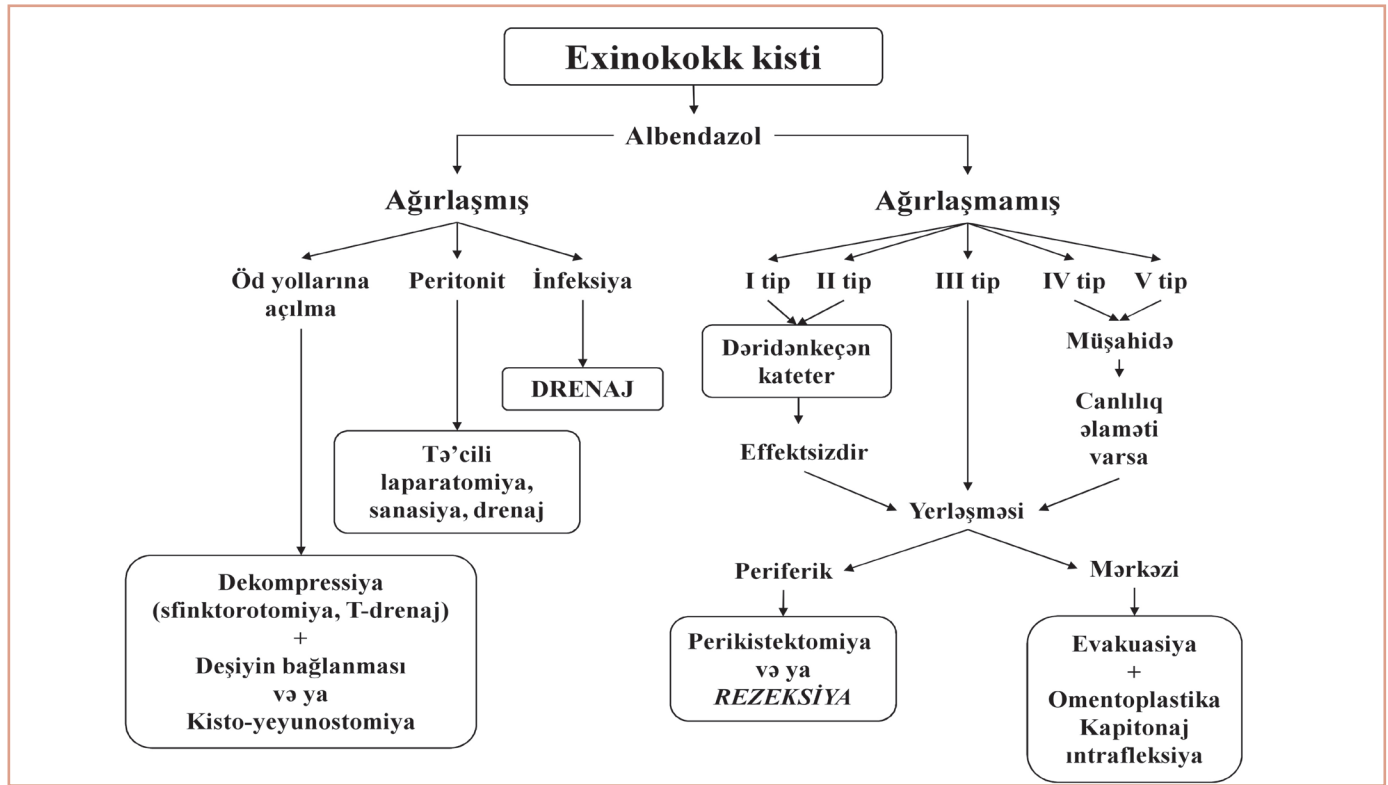 Exinokokk kisti
Albendazol
Ağırlaşmış
Ağırlaşmamış
Öd yollarına
açılma
Peritonit
İnfeksiya
I tip
II tip
III tip
IV tip
V tip
DRENAJ
Tə’cili
laparatomiya,
sanasiya, drenaj
Dekompressiya
(sfinktorotomiya, T-drenaj)
+
Deşiyin bağlanması
və ya
Kisto-yeyunostomiya
Dəridənkeçən
kateter
Effektsizdir
Müşahidə
Canlılıq
əlaməti
varsa
Yerləşməsi
Periferik
Mərkəzi
Perikistektomiya
və ya
REZEKSİYA
Evakuasiya
+
Omentoplastika
Kapitonaj
ıntrafleksiya